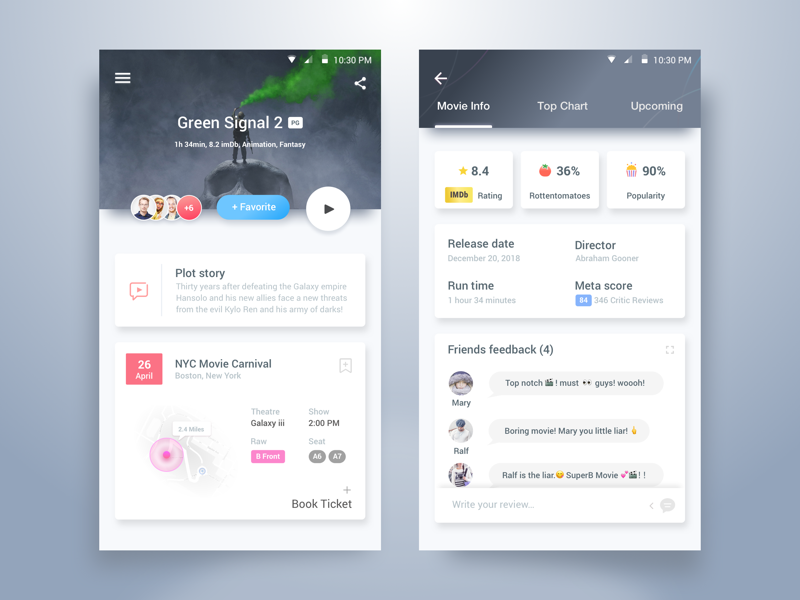 10:30 PM
Green Signal 2 PG
1h 34min, 8.2 imDb, Animation, Fantasy
+6
+ Favorite
Plot story
Thirty years after defeating the Galaxy empire
Hansolo and his new allies face a new threats
from the evil Kylo Ren and his army of darks!
26
April
NYC Movie Carnival
Boston, New York
2.4 Miles
Theatre Show
Galaxy iii 2:00 PM
Raw Seat
B Front A6 A7
+
Book Ticket
10:30 PM
Movie Info Top Chart Upcoming
8.4 36% 90%
IMDb Rating Rottentomatoes Popularity
Release date Director
December 20, 2018 Abraham Gooner
Run time Meta score
1 hour 34 minutes 84 346 Critic Reviews
Friends feedback (4)
Top notch 🎬! must 👀 guys! woooh!
Mary
Boring movie! Mary you little liar! 🖕
Ralf
Ralf is the liar.😋 SuperB Movie 💕🎬! !
Write your review...